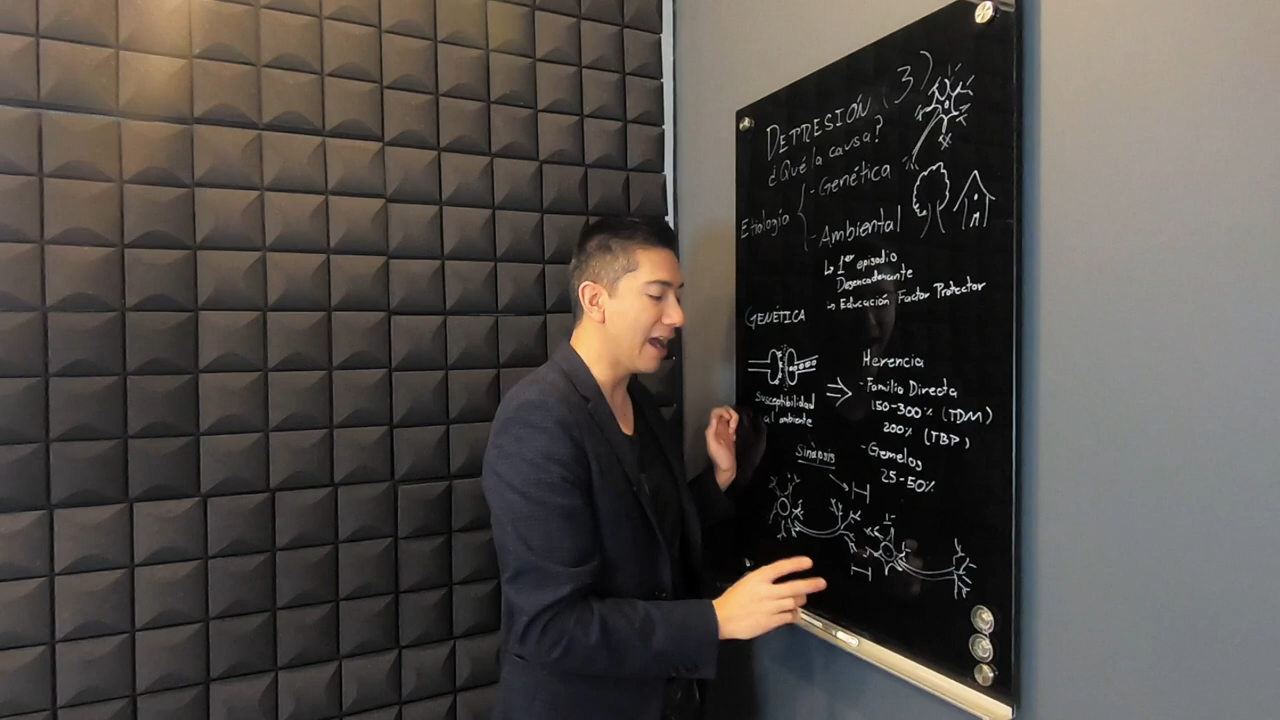 DEPRESIÓN (3)
¿Qué la causa?
Etiología
- Genética
- Ambiental
↳ 1er episodio
Desencadenante
↳ Educación Factor Protector
GENÉTICA
Susceptibilidad
al ambiente
⇒
Herencia
- Familia Directa
150-300% (TDM)
200% (TBP)
- Gemelos
25-50%
Sinapsis